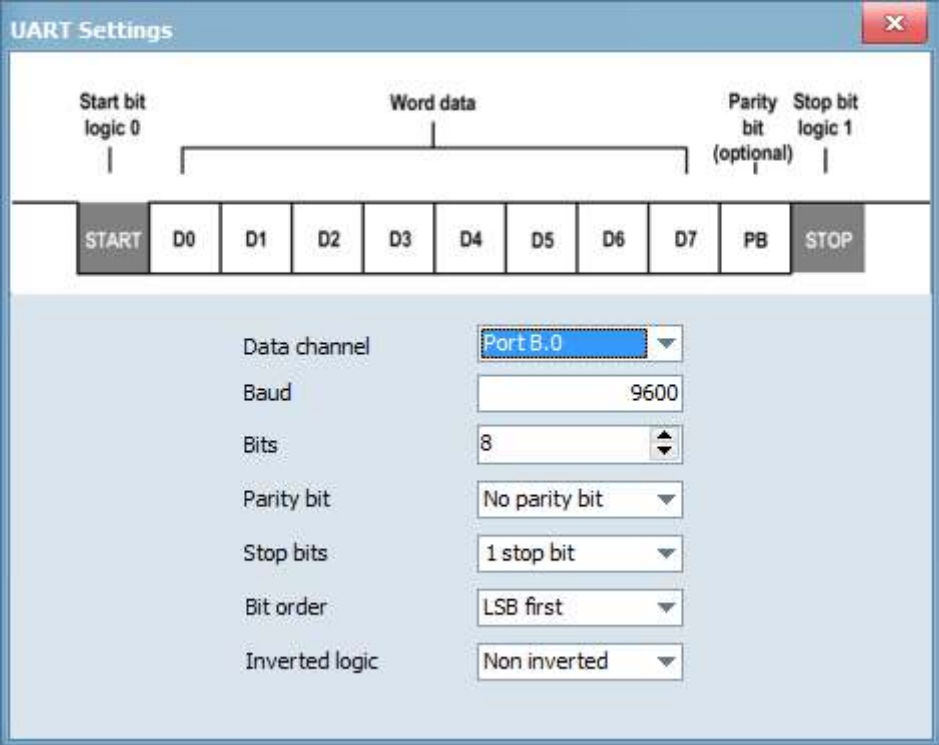 UART Settings
Start bit
logic 0
Word data
Parity
bit
(optional)
Stop bit
logic 1
START D0 D1 D2 D3 D4 D5 D6 D7 PB STOP
Data channel Port B.0
Baud 9600
Bits 8
Parity bit No parity bit
Stop bits 1 stop bit
Bit order LSB first
Inverted logic Non inverted